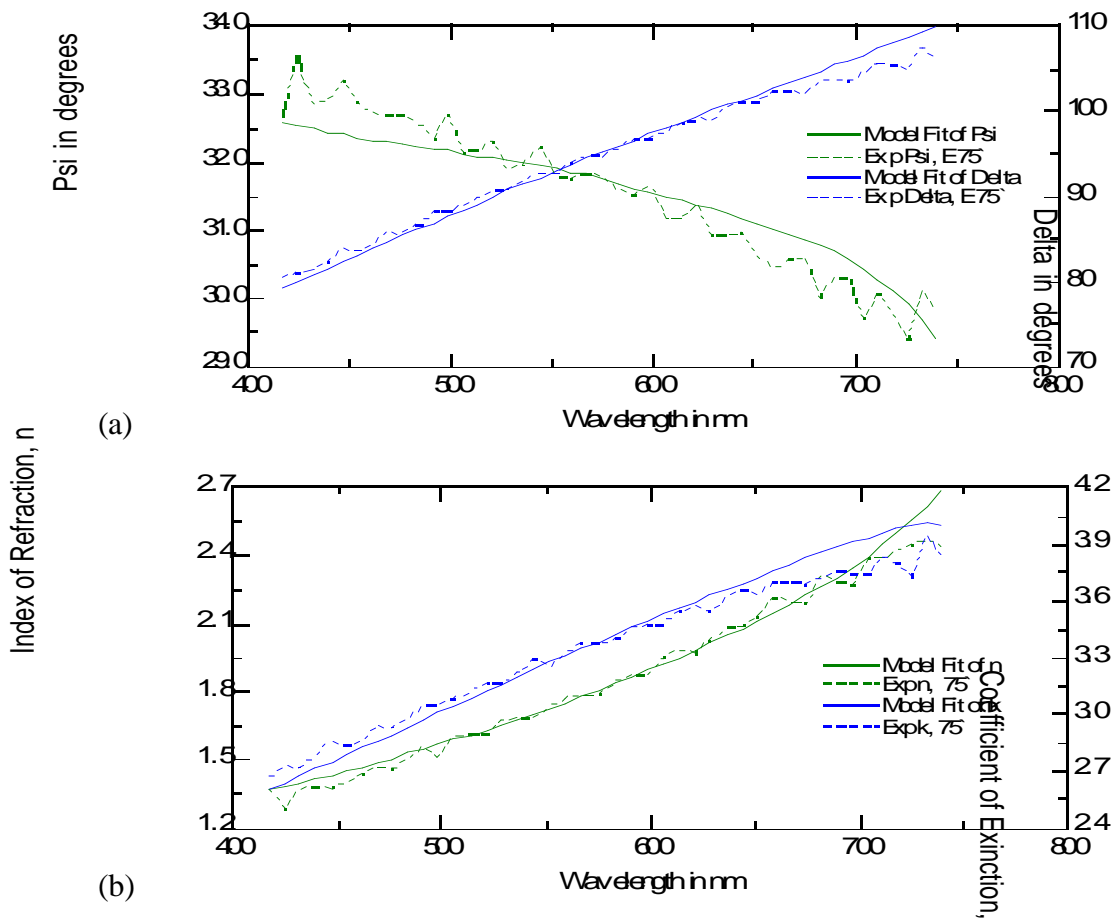 Psi in degrees
34.0
33.0
32.0
31.0
30.0
29.0
110
100
90
80
70
Delta in degrees
Model Fit of Psi
Exp Psi, E 75°
Model Fit of Delta
Exp Delta, E 75°
400
500
600
700
800
Wavelength in nm
(a)
Index of Refraction, n
2.7
2.4
2.1
1.8
1.5
1.2
4.2
3.9
3.6
3.3
3.0
2.7
2.4
Coefficient of Exinction,
Model Fit of n
Exp n, 75°
Model Fit of k
Exp k, 75°
400
500
600
700
800
Wavelength in nm
(b)